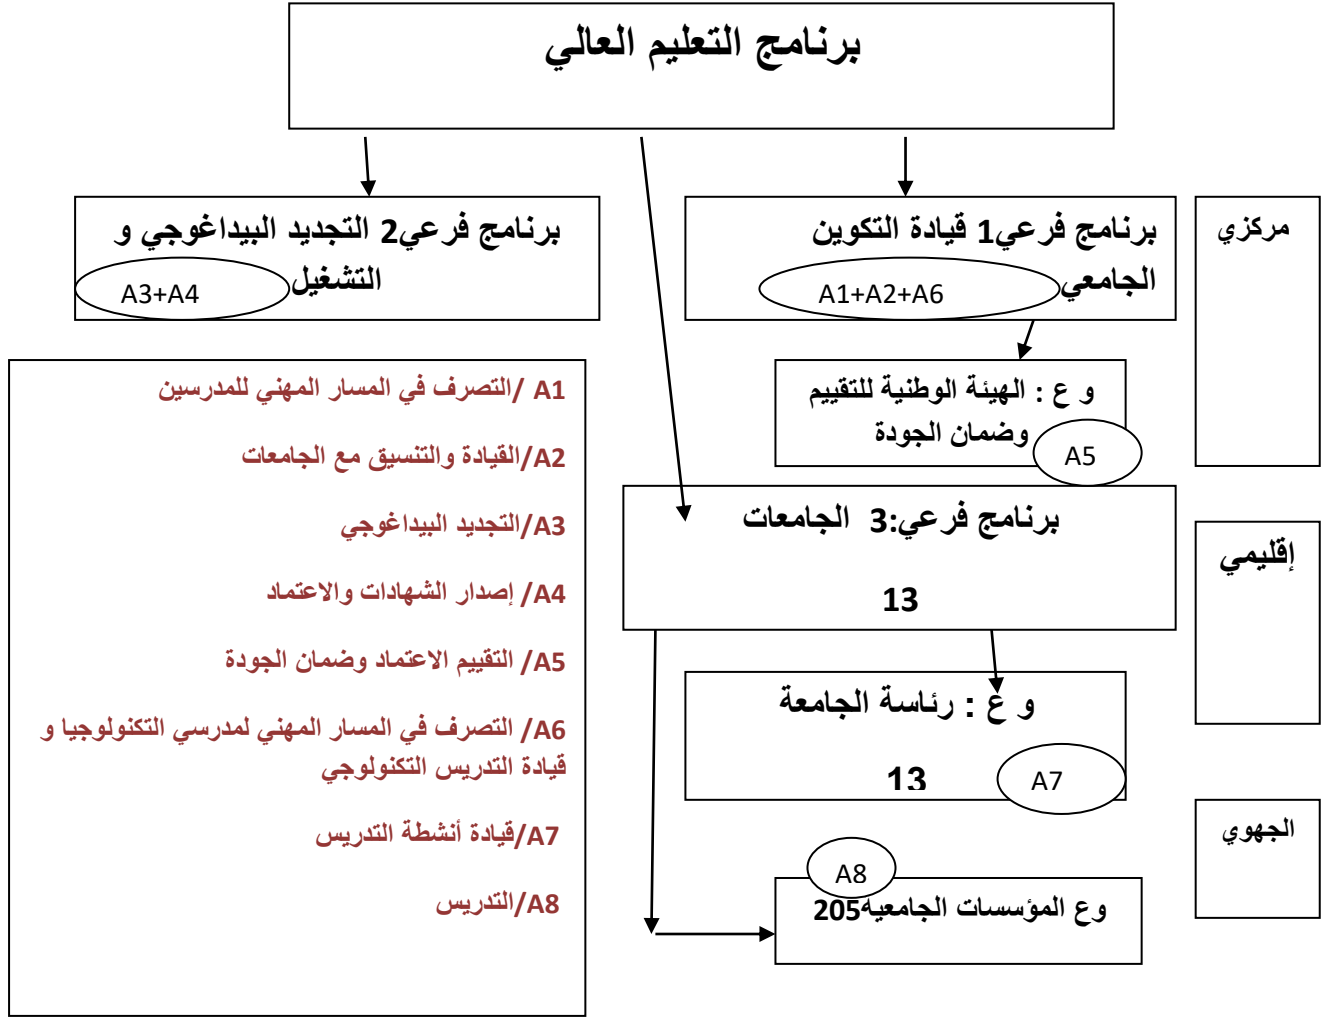 برنامج التعليم العالي
برنامج فرعي1 قيادة التكوين
الجامعي
A1+A2+A6
برنامج فرعي2 التجديد البيداغوجي و
التشغيل
A3+A4
مركزي
و ع : الهيئة الوطنية للتقييم
وضمان الجودة
A5
برنامج فرعي:3 الجامعات
13
إقليمي
و ع : رئاسة الجامعة
13
A7
الجهوي
A8
وع المؤسسات الجامعية205
A1 /التصرف في المسار المهني للمدرسين
A2/القيادة والتنسيق مع الجامعات
A3/التجديد البيداغوجي
A4/ إصدار الشهادات والاعتماد
A5/ التقييم الاعتماد وضمان الجودة
A6/ التصرف في المسار المهني لمدرسي التكنولوجيا و
قيادة التدريس التكنولوجي
A7/قيادة أنشطة التدريس
A8/التدريس